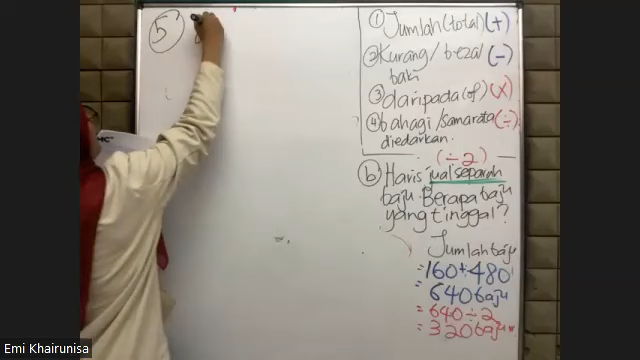 5
① Jumlah (total) (+)
② Kurang / beza / (-)
baki
③ daripada (of) (×)
④ bahagi / samarata (÷)
diedarkan.
(÷2)
ⓑ Haris jual separuh
baju. Berapa baju
yang tinggal?
Jumlah baju
= 160 + 480
= 640 baju
= 640 ÷ 2
= 320 baju
Emi Khairunisa